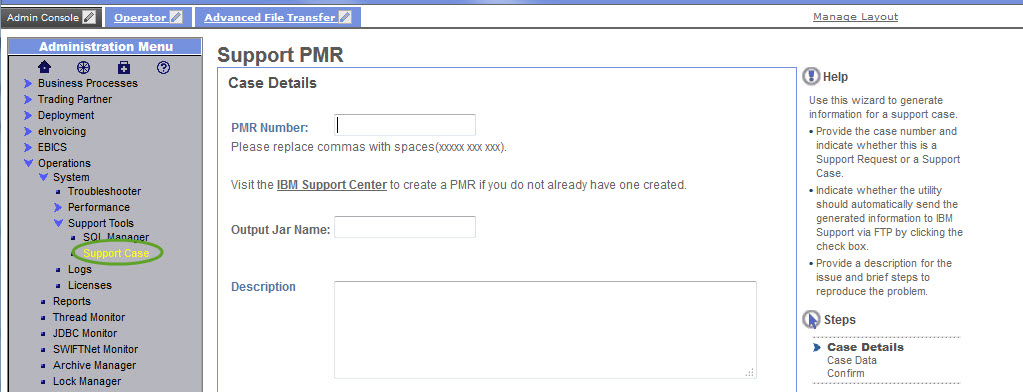 Admin Console Operator Advanced File Transfer Manage Layout
Administration Menu
Business Processes
Trading Partner
Deployment
eInvoicing
EBICS
Operations
System
Troubleshooter
Performance
Support Tools
SQL Manager
Support Case
Logs
Licenses
Reports
Thread Monitor
JDBC Monitor
SWIFTNet Monitor
Archive Manager
Lock Manager
Support PMR
Case Details
PMR Number:
Please replace commas with spaces(xxxxx xxx xxx).
Visit the IBM Support Center to create a PMR if you do not already have one created.
Output Jar Name:
Description
Help
Use this wizard to generate
information for a support case.
• Provide the case number and
indicate whether this is a
Support Request or a Support
Case.
• Indicate whether the utility
should automatically send the
generated information to IBM
Support via FTP by clicking the
check box.
• Provide a description for the
issue and brief steps to
reproduce the problem.
Steps
Case Details
Case Data
Confirm